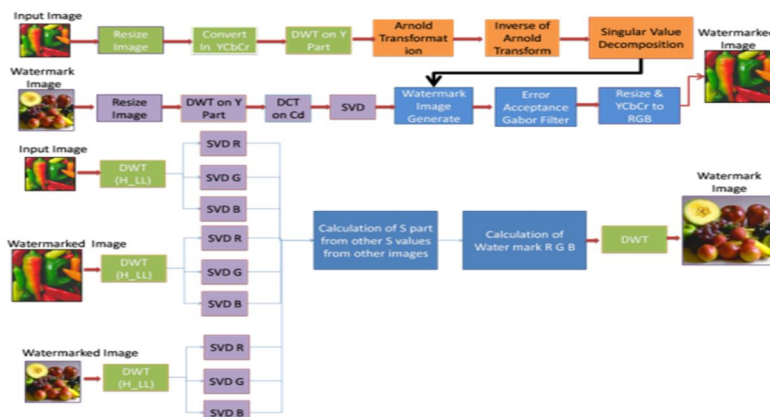 Input Image
Resize
Image
Convert
In YCbCr
DWT on Y
Part
Arnold
Transformat
ion
Inverse of
Arnold
Transform
Singular Value
Decomposition
Watermarked
Image
Watermark
Image
Resize
Image
DWT on Y
Part
DCT
on Cd
SVD
Watermark
Image
Generate
Error
Acceptance
Gabor Filter
Resize &
YCbCr to
RGB
Input Image
DWT
(H_LL)
SVD R
SVD G
SVD B
Watermarked Image
DWT
(H_LL)
SVD R
SVD G
SVD B
Calculation of S part
from other S values
from other images
Calculation of
Water mark R G B
DWT
Watermark
Image
Watermarked Image
DWT
(H_LL)
SVD R
SVD G
SVD B